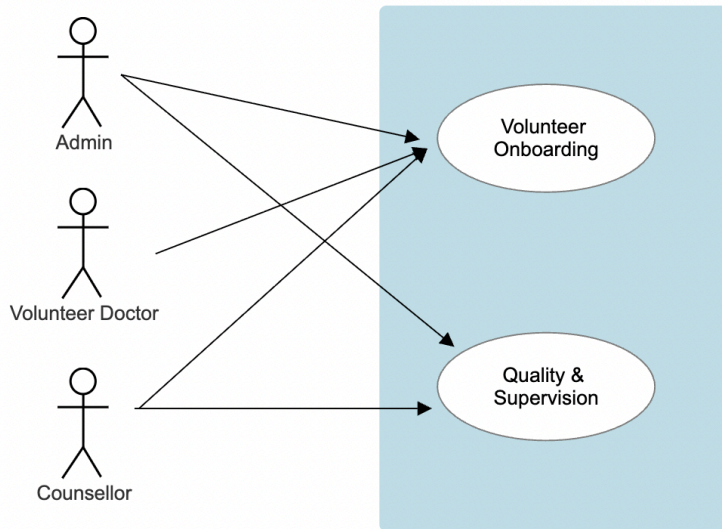 Admin
Volunteer
Onboarding
Volunteer Doctor
Quality &
Supervision
Counsellor